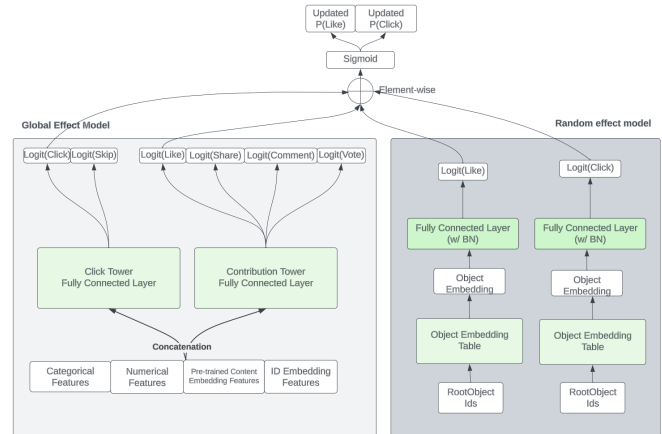 Updated
P(Like)
Updated
P(Click)
Sigmoid
Element-wise
Global Effect Model
Random effect model
Logit(Click)
Logit(Skip)
Logit(Like)
Logit(Share)
Logit(Comment)
Logit(Vote)
Logit(Like)
Logit(Click)
Click Tower
Fully Connected Layer
Contribution Tower
Fully Connected Layer
Fully Connected Layer
(w/ BN)
Fully Connected Layer
(w/ BN)
Object
Embedding
Object
Embedding
Object Embedding
Table
Object Embedding
Table
Concatenation
Categorical
Features
Numerical
Features
Pre-trained Content
Embedding Features
ID Embedding
Features
RootObject
Ids
RootObject
Ids